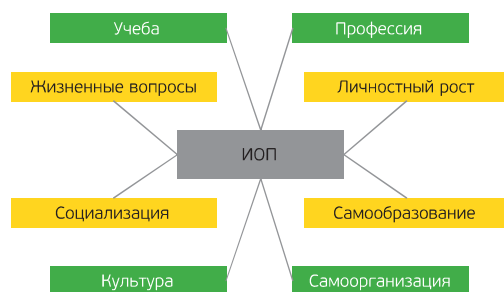 Учеба
Профессия
Жизненные вопросы
Личностный рост
ИОП
Социализация
Самообразование
Культура
Самоорганизация